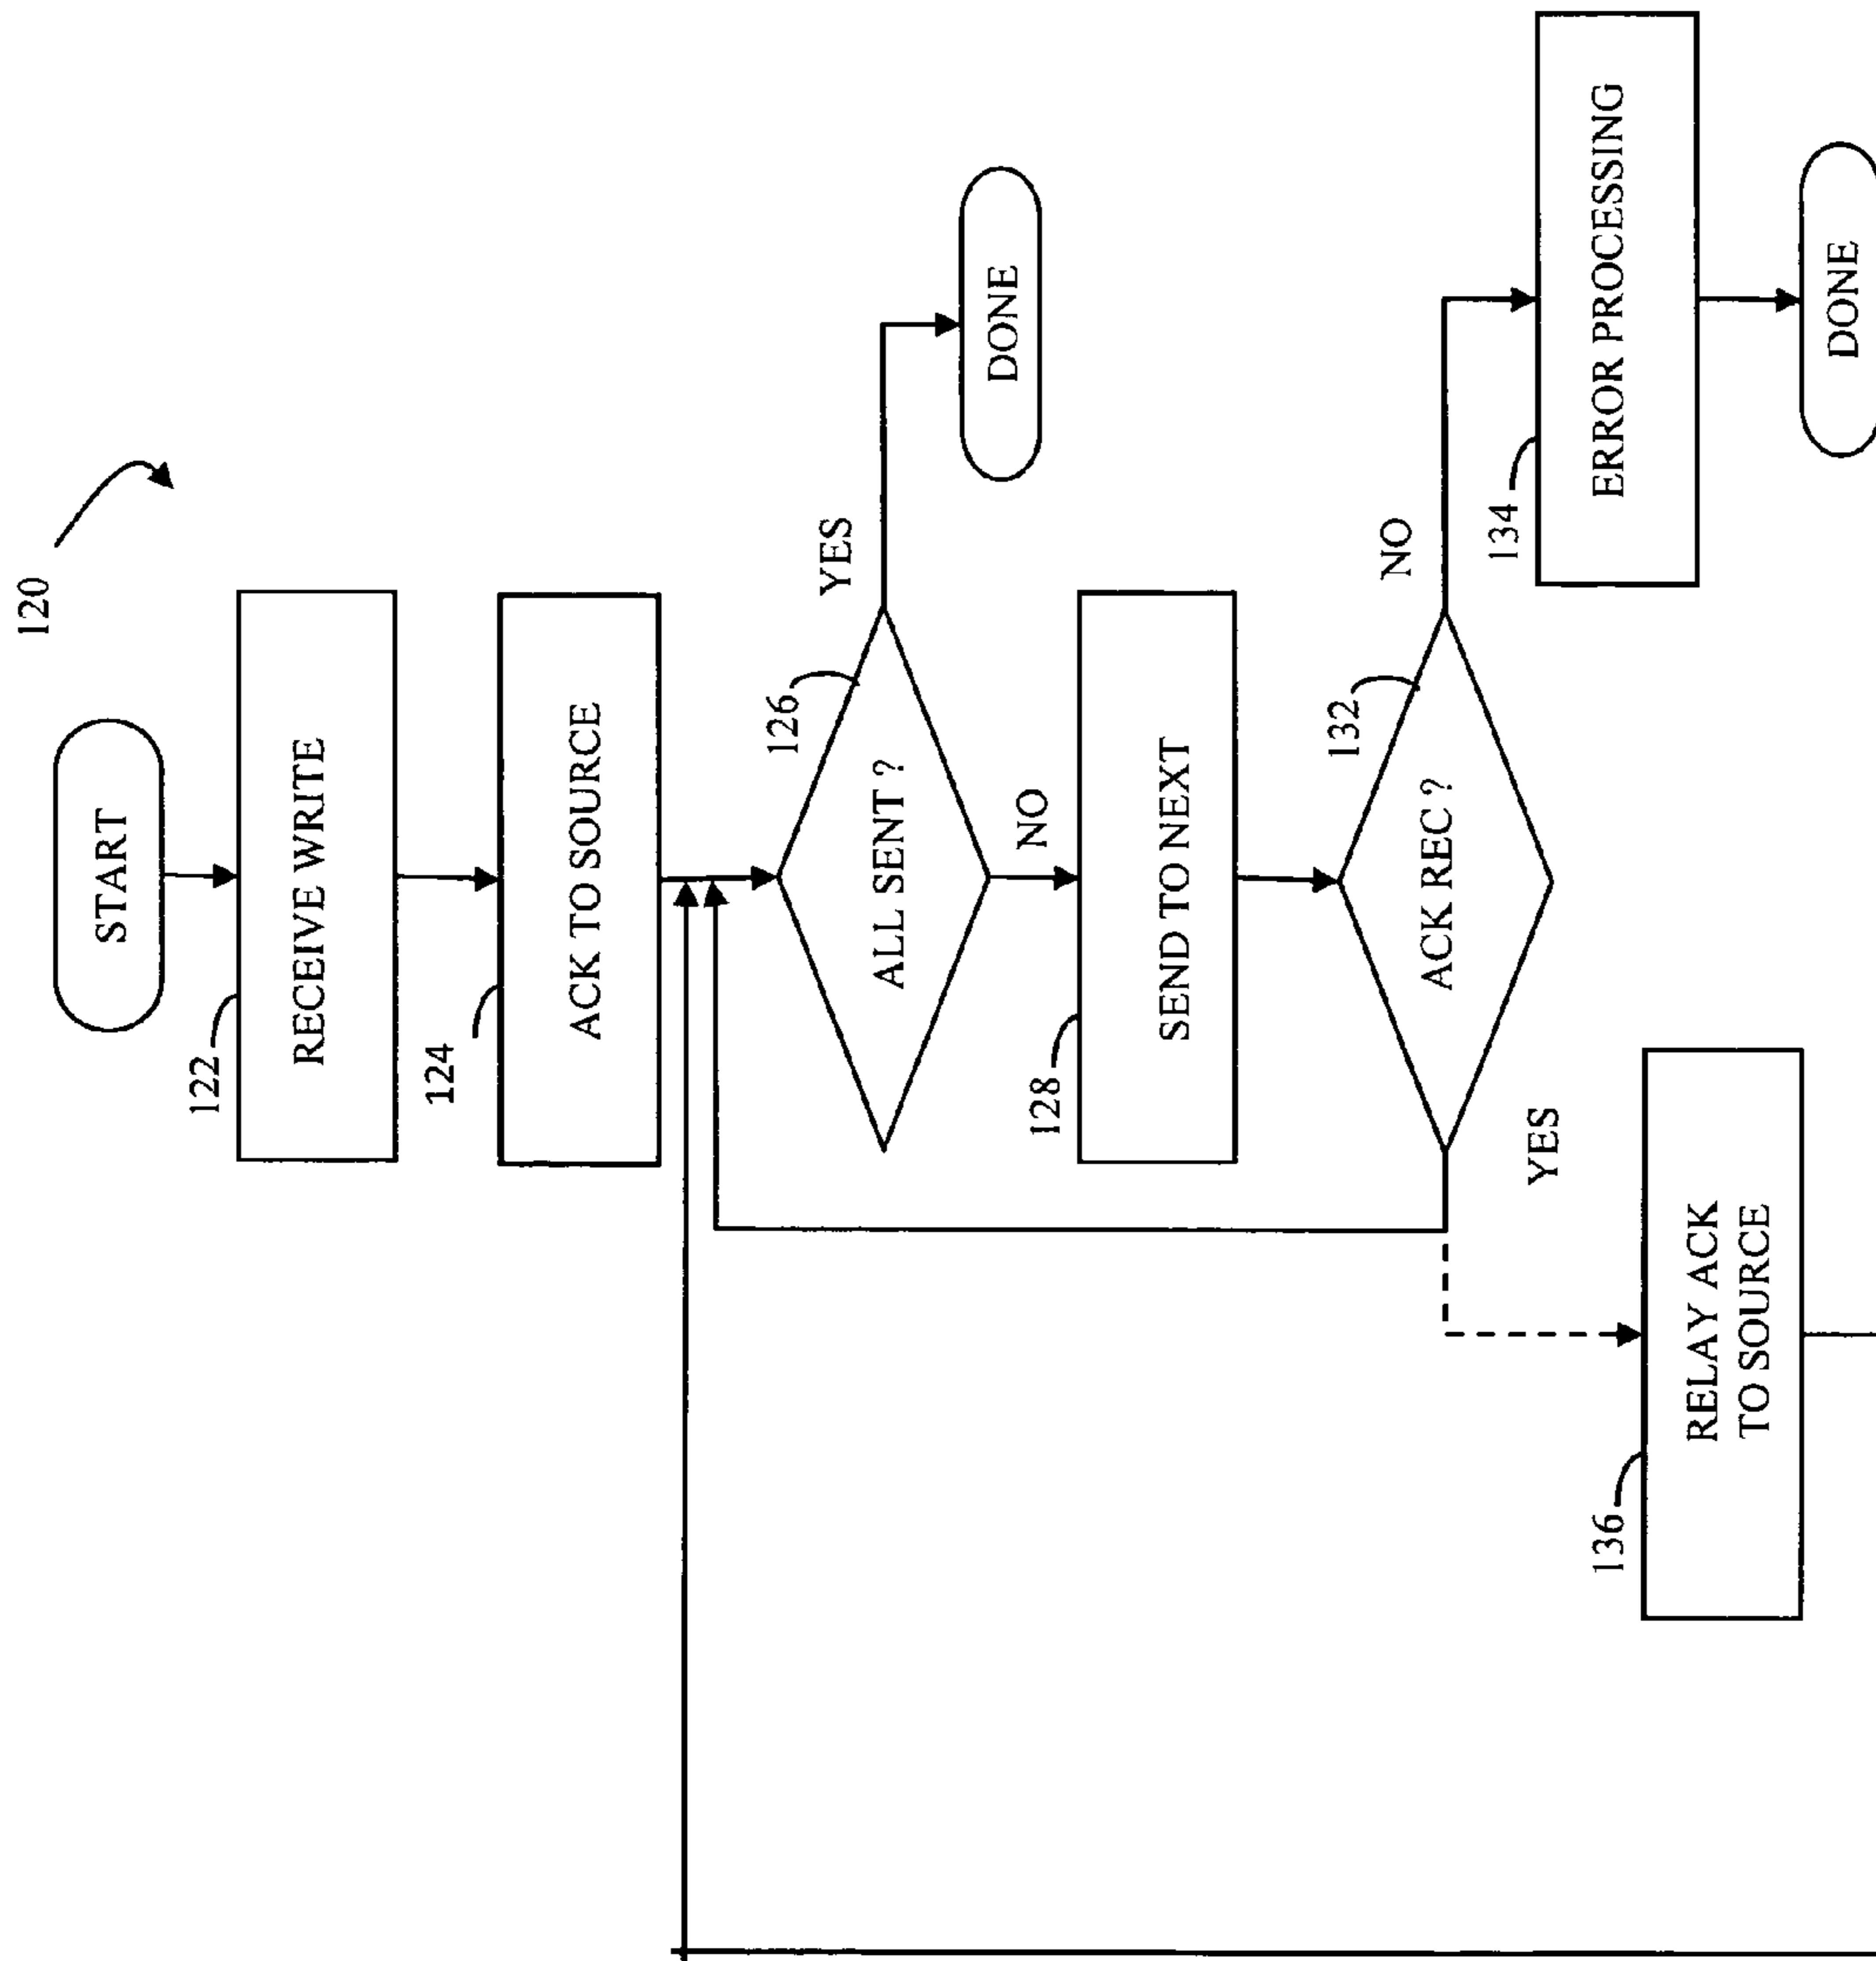 120
START
122
RECEIVE WRITE
124
ACK TO SOURCE
126
ALL SENT ?
YES
DONE
NO
128
SEND TO NEXT
132
ACK REC ?
NO
134
ERROR PROCESSING
DONE
YES
136
RELAY ACK
TO SOURCE